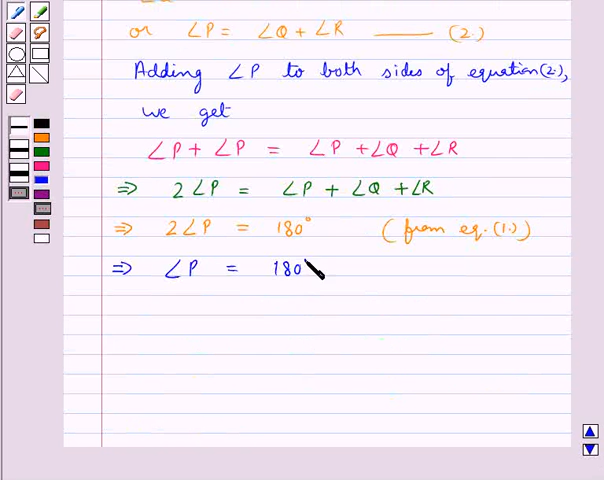 or ∠P = ∠Q + ∠R —— (2.)
Adding ∠P to both sides of equation(2.),
we get
∠P + ∠P = ∠P + ∠Q + ∠R
⇒ 2∠P = ∠P + ∠Q + ∠R
⇒ 2∠P = 180° (from eq.(1.))
⇒ ∠P = 180